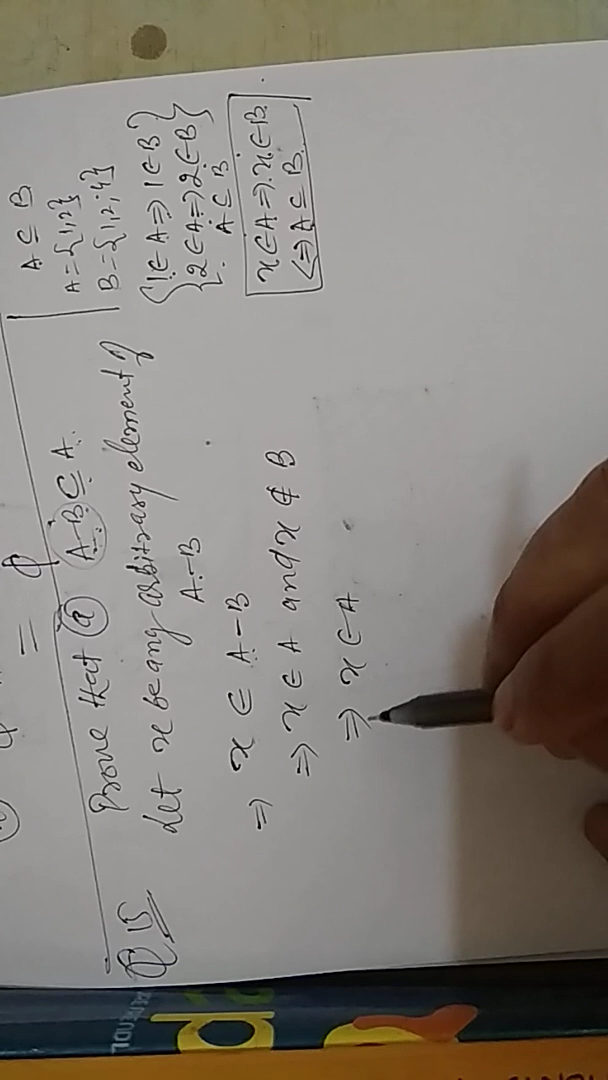 = φ
Q 15 Prove that (a) A-B ⊆ A.
Let x be any arbitrary element of
A-B
⇒ x ∈ A-B
⇒ x ∈ A and x ∉ B
⇒ x ∈ A
A ⊆ B
A={1,2}
B={1,2,4}
{1∈A⇒1∈B}
{2∈A⇒2∈B}
A ⊆ B
x∈A⇒x∈B
⇔ A ⊆ B.